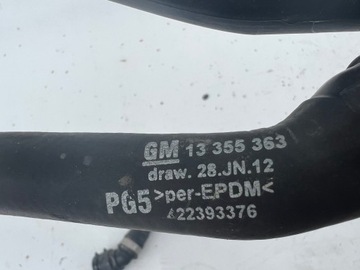 GM 13 355 363
draw. 28.JN.12
PG5 >per-EPDM<
422393376